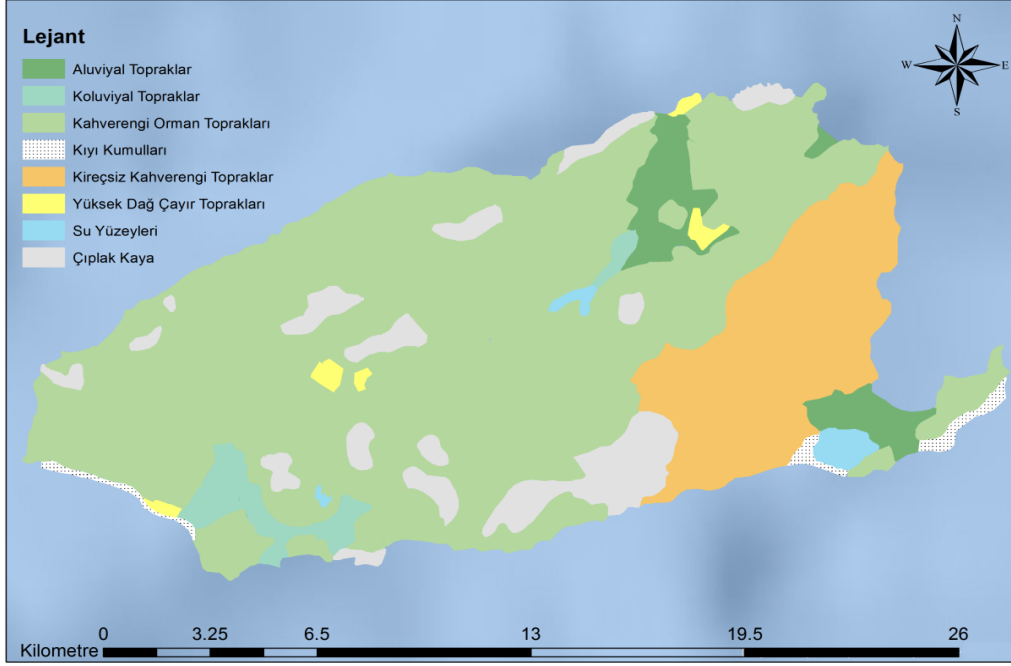 Lejant
Aluviyal Topraklar
Koluviyal Topraklar
Kahverengi Orman Toprakları
Kıyı Kumulları
Kireçsiz Kahverengi Topraklar
Yüksek Dağ Çayır Toprakları
Su Yüzeyleri
Çıplak Kaya
N
W E
S
0 3.25 6.5 13 19.5 26
Kilometre